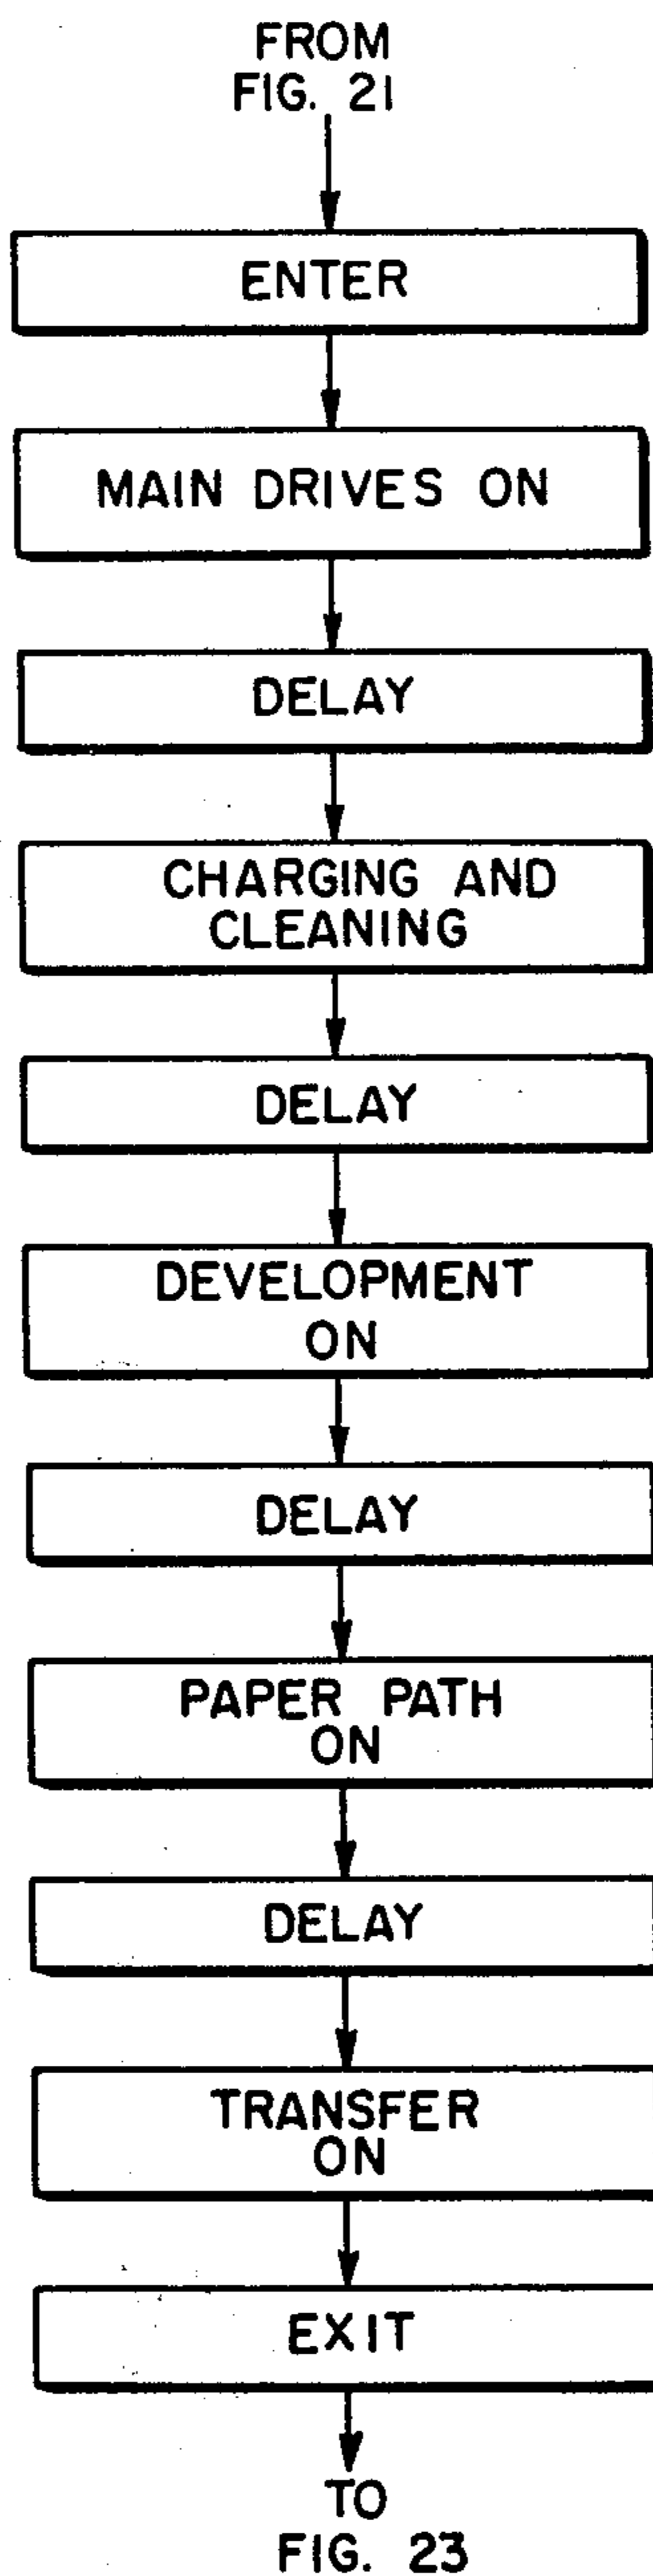 FROM
FIG. 21
ENTER
MAIN DRIVES ON
DELAY
CHARGING AND
CLEANING
DELAY
DEVELOPMENT
ON
DELAY
PAPER PATH
ON
DELAY
TRANSFER
ON
EXIT
TO
FIG. 23